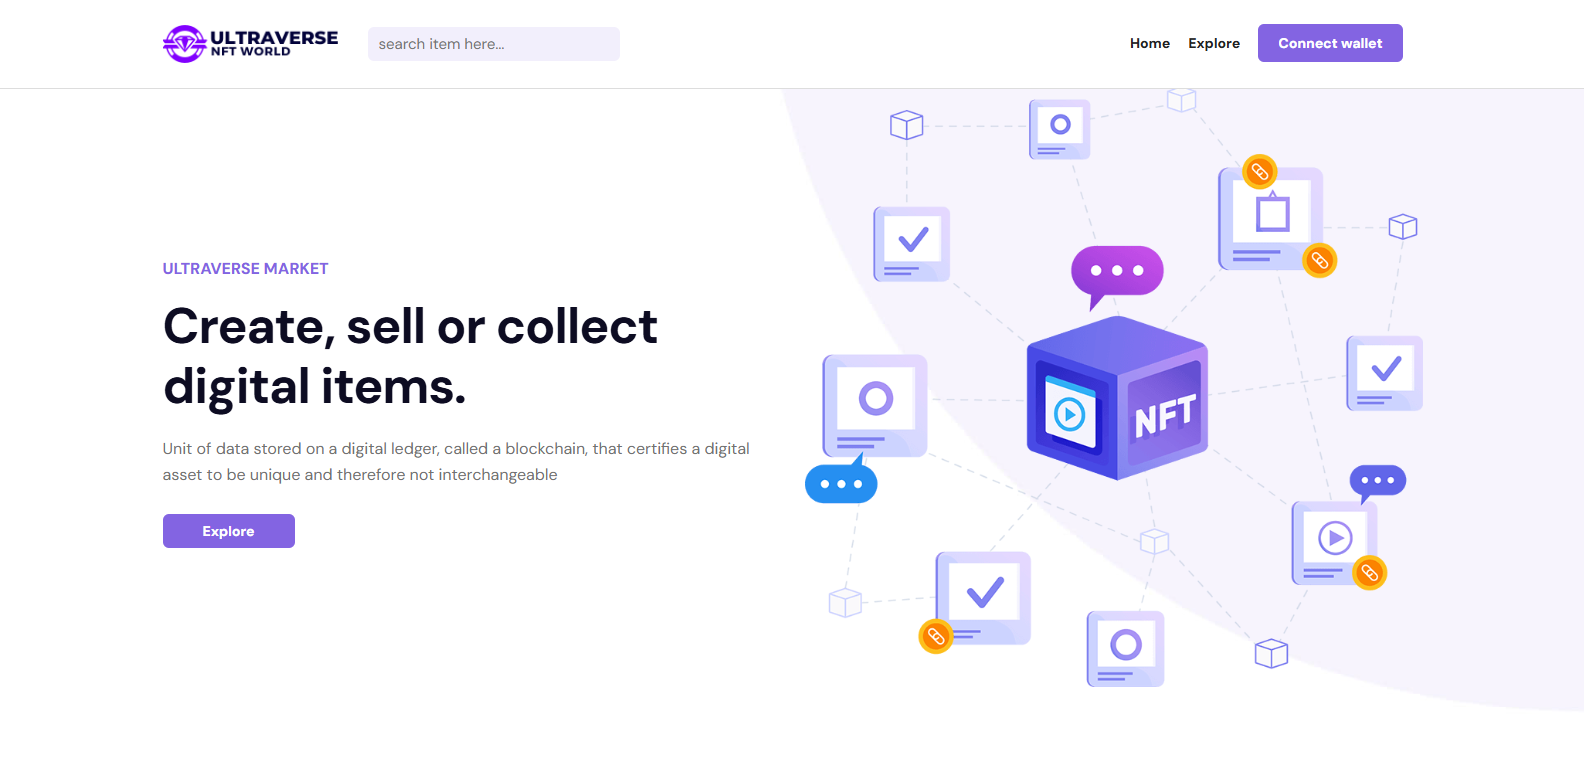 ULTRAVERSE
NFT WORLD
search item here...
Home
Explore
Connect wallet
ULTRAVERSE MARKET
Create, sell or collect
digital items.
Unit of data stored on a digital ledger, called a blockchain, that certifies a digital
asset to be unique and therefore not interchangeable
Explore
NFT